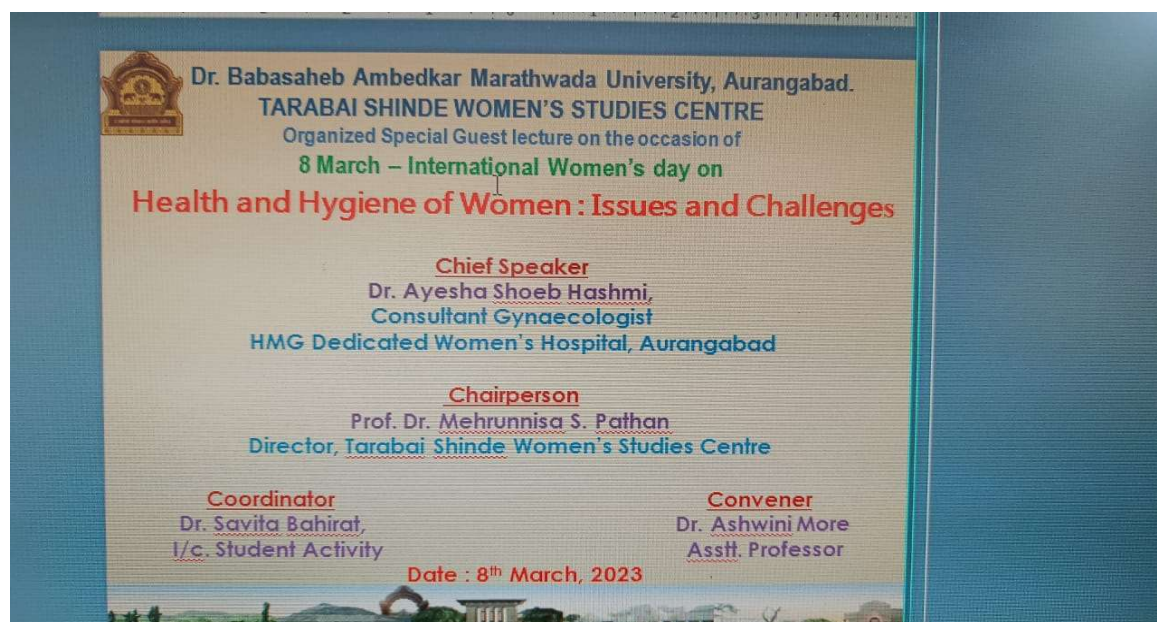 Dr. Babasaheb Ambedkar Marathwada University, Aurangabad.
TARABAI SHINDE WOMEN'S STUDIES CENTRE
Organized Special Guest lecture on the occasion of
8 March – International Women's day on
Health and Hygiene of Women : Issues and Challenges
Chief Speaker
Dr. Ayesha Shoeb Hashmi,
Consultant Gynaecologist
HMG Dedicated Women's Hospital, Aurangabad
Chairperson
Prof. Dr. Mehrunnisa S. Pathan
Director, Tarabai Shinde Women's Studies Centre
Coordinator Convener
Dr. Savita Bahirat, Dr. Ashwini More
I/c. Student Activity Asstt. Professor
Date : 8th March, 2023